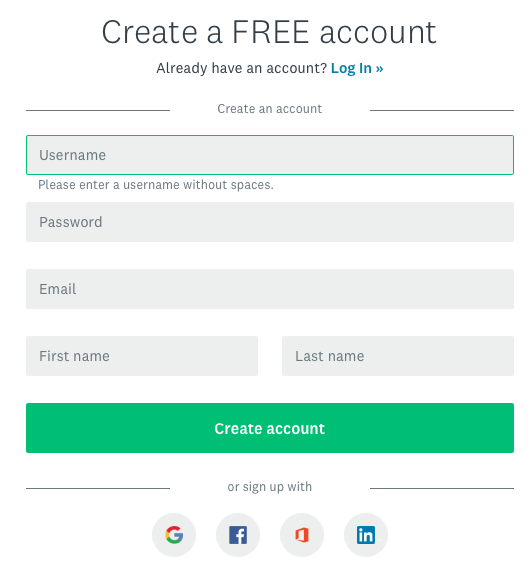 Create a FREE account
Already have an account? Log In »
Create an account
Username
Please enter a username without spaces.
Password
Email
First name Last name
Create account
or sign up with
G f in